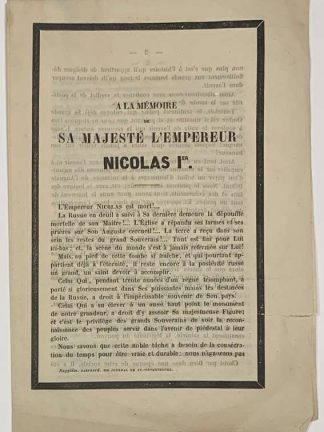 A LA MÉMOIRE
DE
SA MAJESTÉ L'EMPEREUR
NICOLAS Iᴱᴿ.
L'Empereur Nicolas est mort!...
La Russie en deuil a suivi à Sa dernière demeure la dépouille
mortelle de son Maître!... L'Église a répandu ses larmes et ses
prières sur Son Auguste cercueil!... La terre a reçu dans son
sein les restes du grand Souverain!... Tout est fini pour Lui
ici-bas; et, la scène du monde s'est à jamais refermée sur Lui!
Mais, au pied de cette tombe si fraîche, et qui pourtant ap-
partient déjà à l'éternité, il reste encore à la postérité russe
un grand, un saint devoir à accomplir.
Celui Qui, pendant trente années d'un règne triomphant, a
porté si glorieusement dans Ses puissantes mains les destinées
de la Russie, a droit à l'impérissable souvenir de Son pays.
Celui Qui a su élever à un aussi haut point le monument
de notre grandeur, a droit d'y asseoir Sa majestueuse Figure;
et c'est le privilège des grands Souverains de voir la recon-
naissance des peuples servir dans l'avenir de piédestal à leur
gloire.
Nous savons que cette noble tâche a besoin de la consécra-
tion du temps pour être vraie et durable; nous n'ignorons pas